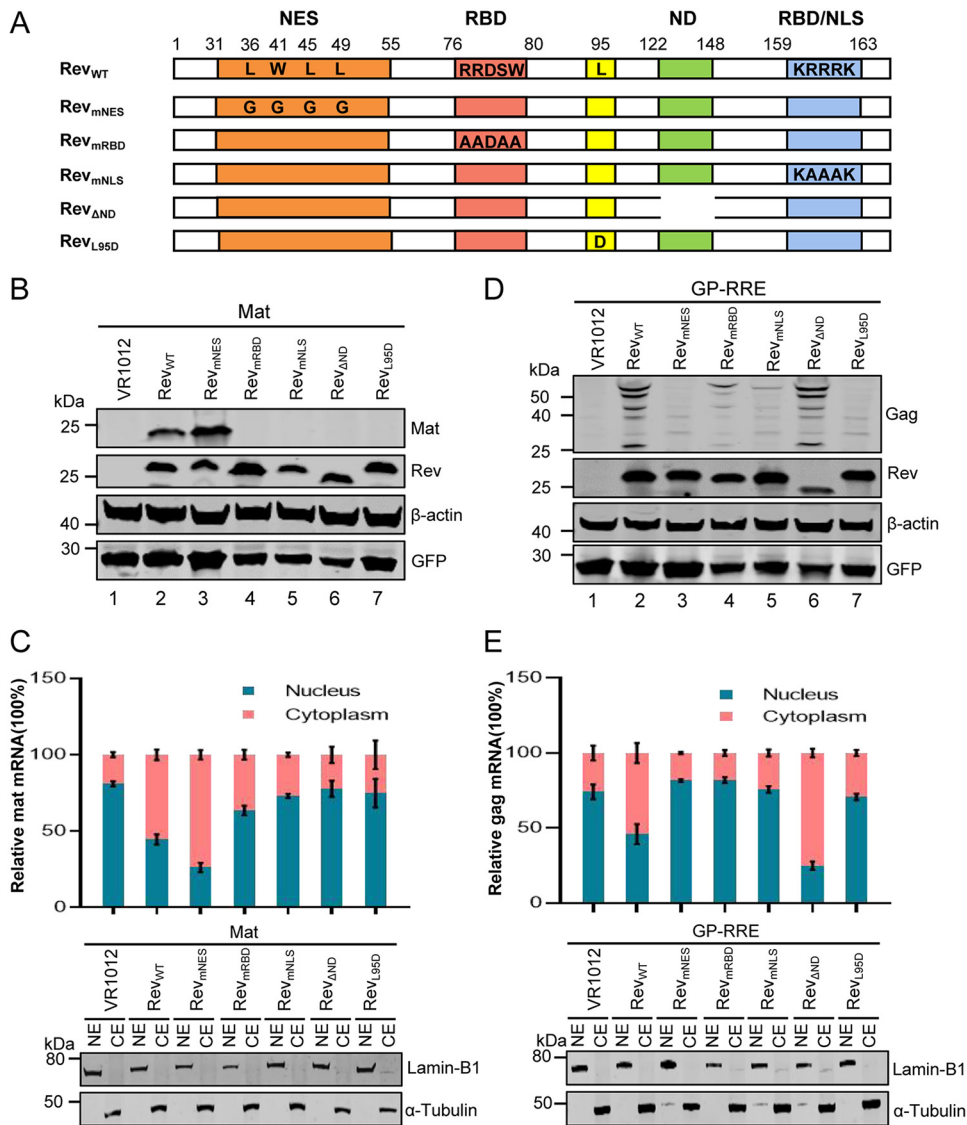 A
NES RBD ND RBD/NLS
1 31 36 41 45 49 55 76 80 95 122 148 159 163
RevWT L W L L RRDSW L KRRRK
RevmNES G G G G
RevmRBD AADAA
RevmNLS KAAAK
RevΔND
RevL95D D
B
Mat
VR1012 RevWT RevmNES RevmRBD RevmNLS RevΔND RevL95D
kDa
25 Mat
25 Rev
40 β-actin
30 GFP
1 2 3 4 5 6 7
D
GP-RRE
VR1012 RevWT RevmNES RevmRBD RevmNLS RevΔND RevL95D
kDa
50
40 Gag
25
25 Rev
40 β-actin
30 GFP
1 2 3 4 5 6 7
C
Relative mat mRNA(100%)
150
100
50
0
Nucleus
Cytoplasm
Mat
VR1012 RevWT RevmNES RevmRBD RevmNLS RevΔND RevL95D
NE CE NE CE NE CE NE CE NE CE NE CE NE CE
kDa
80 Lamin-B1
50 α-Tubulin
E
Relative gag mRNA(100%)
150
100
50
0
Nucleus
Cytoplasm
GP-RRE
VR1012 RevWT RevmNES RevmRBD RevmNLS RevΔND RevL95D
NE CE NE CE NE CE NE CE NE CE NE CE NE CE
kDa
80 Lamin-B1
50 α-Tubulin